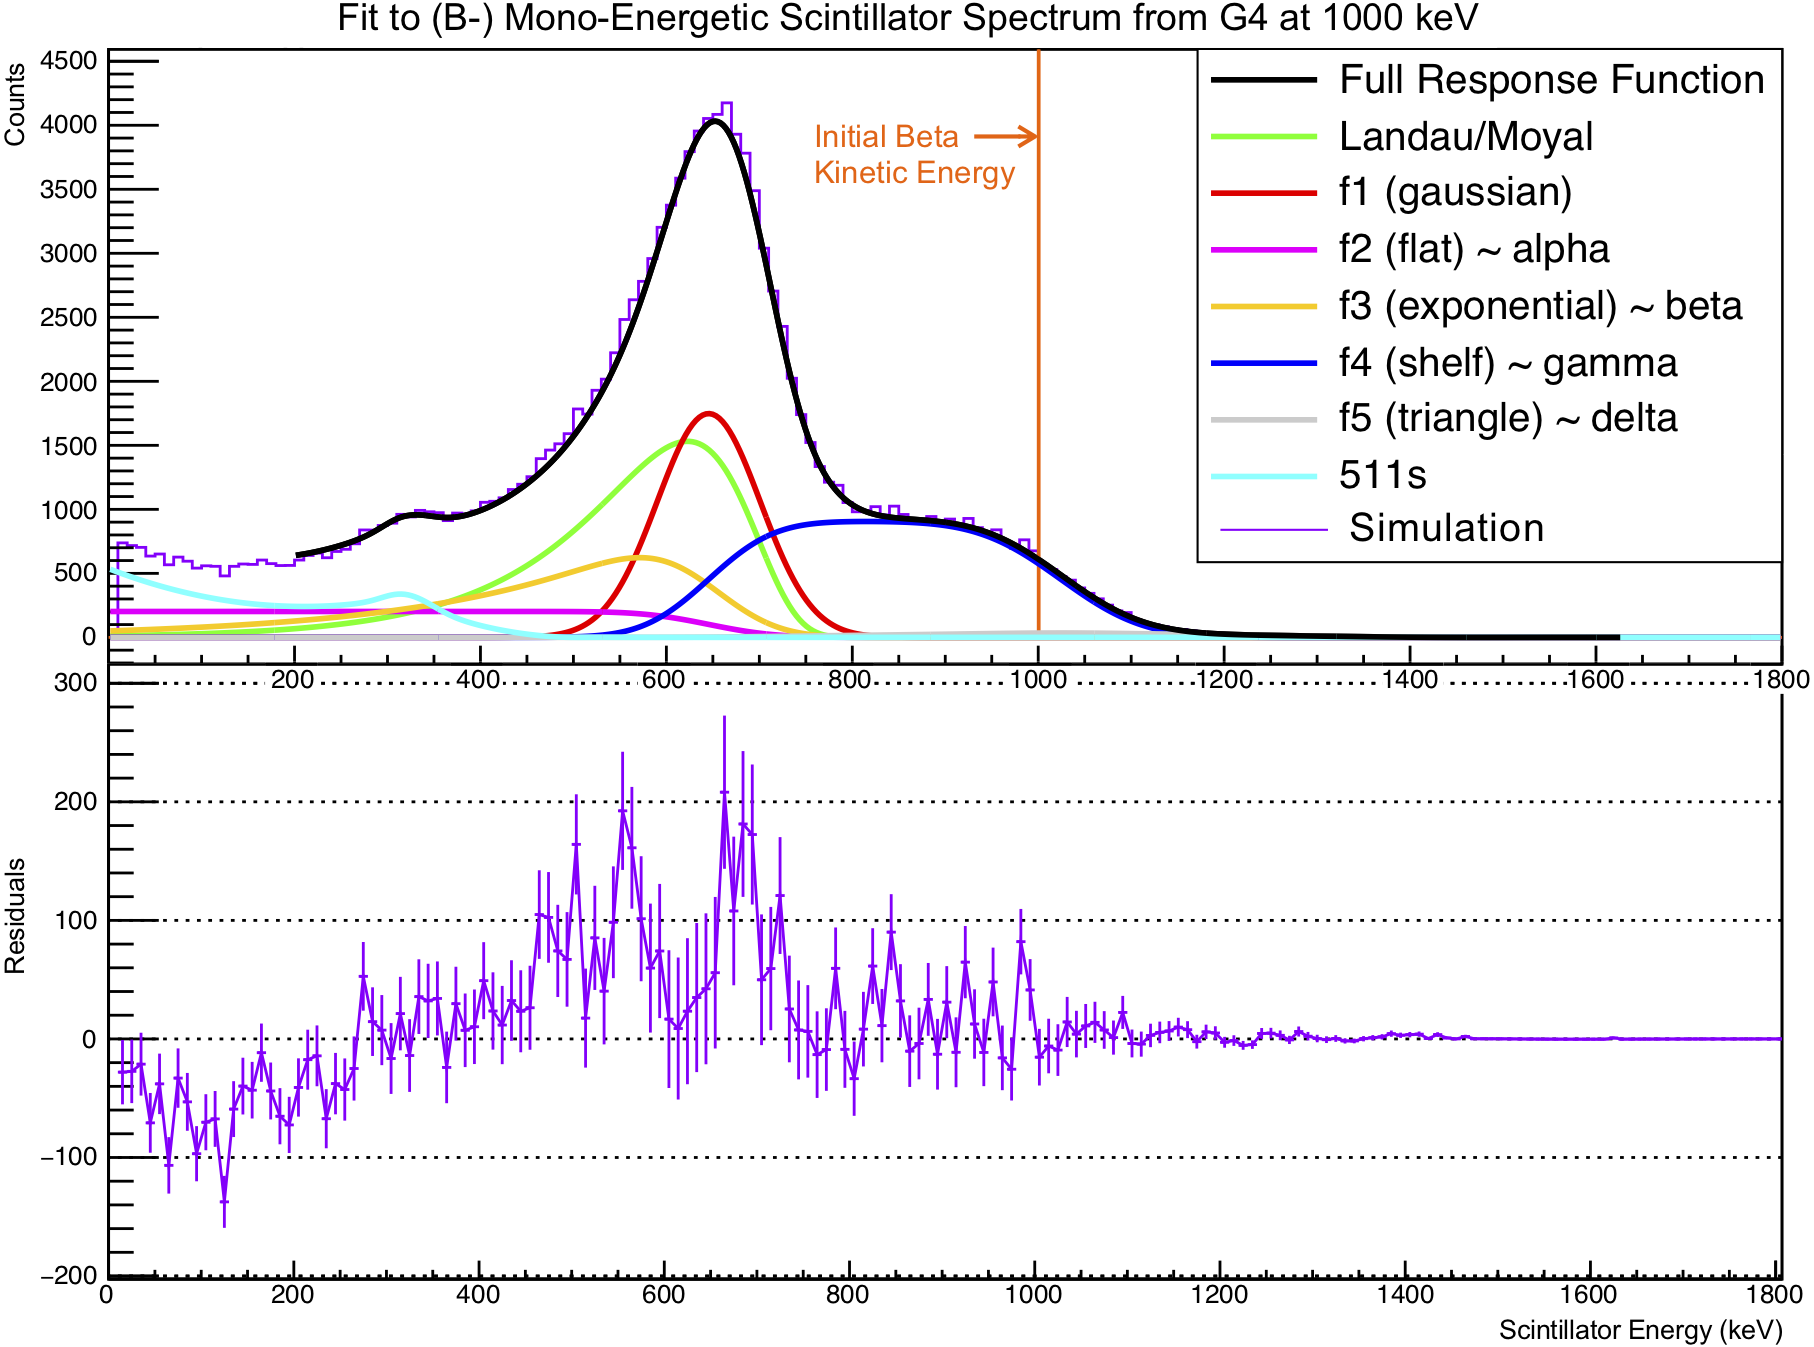 Fit to (B-) Mono-Energetic Scintillator Spectrum from G4 at 1000 keV
Counts
4500
4000
3500
3000
2500
2000
1500
1000
500
0
Initial Beta
Kinetic Energy
Full Response Function
Landau/Moyal
f1 (gaussian)
f2 (flat) ~ alpha
f3 (exponential) ~ beta
f4 (shelf) ~ gamma
f5 (triangle) ~ delta
511s
Simulation
200 400 600 800 1000 1200 1400 1600 1800
Residuals
300
200
100
0
−100
−200
0 200 400 600 800 1000 1200 1400 1600 1800
Scintillator Energy (keV)